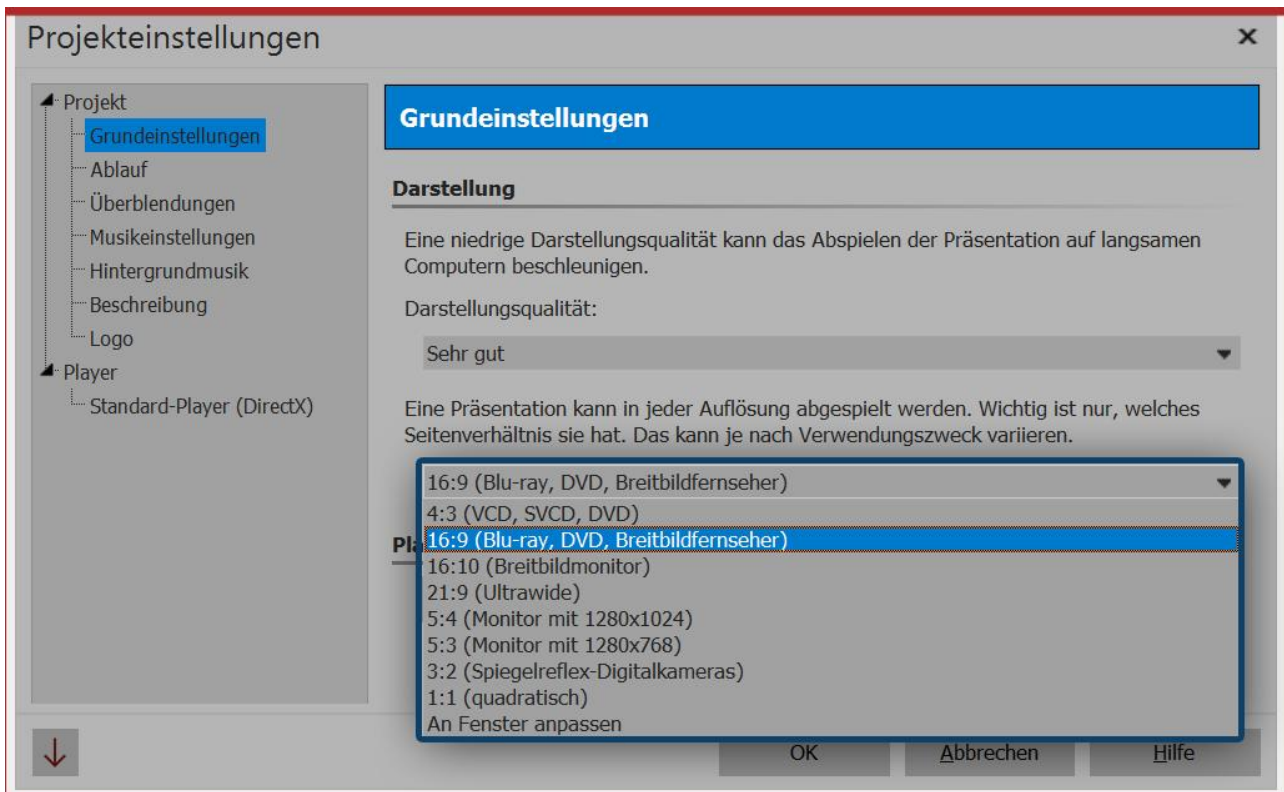 Projekteinstellungen
Projekt
Grundeinstellungen
Ablauf
Überblendungen
Musikeinstellungen
Hintergrundmusik
Beschreibung
Logo
Player
Standard-Player (DirectX)
Grundeinstellungen
Darstellung
Eine niedrige Darstellungsqualität kann das Abspielen der Präsentation auf langsamen
Computern beschleunigen.
Darstellungsqualität:
Sehr gut
Eine Präsentation kann in jeder Auflösung abgespielt werden. Wichtig ist nur, welches
Seitenverhältnis sie hat. Das kann je nach Verwendungszweck variieren.
16:9 (Blu-ray, DVD, Breitbildfernseher)
4:3 (VCD, SVCD, DVD)
16:9 (Blu-ray, DVD, Breitbildfernseher)
16:10 (Breitbildmonitor)
21:9 (Ultrawide)
5:4 (Monitor mit 1280x1024)
5:3 (Monitor mit 1280x768)
3:2 (Spiegelreflex-Digitalkameras)
1:1 (quadratisch)
An Fenster anpassen
OK
Abbrechen
Hilfe